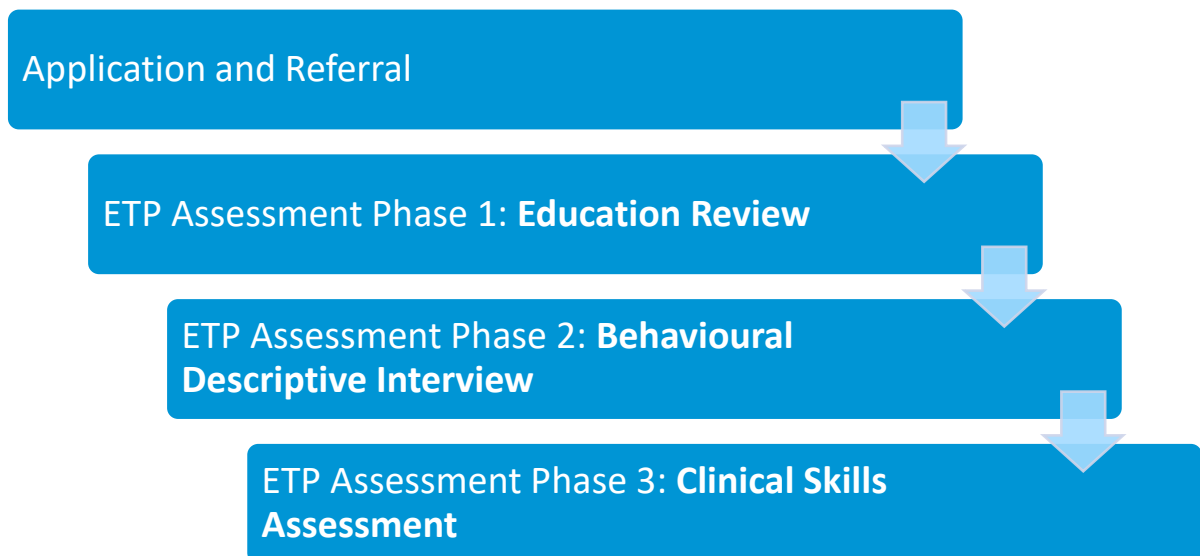 Application and Referral
ETP Assessment Phase 1: Education Review
ETP Assessment Phase 2: Behavioural
Descriptive Interview
ETP Assessment Phase 3: Clinical Skills
Assessment